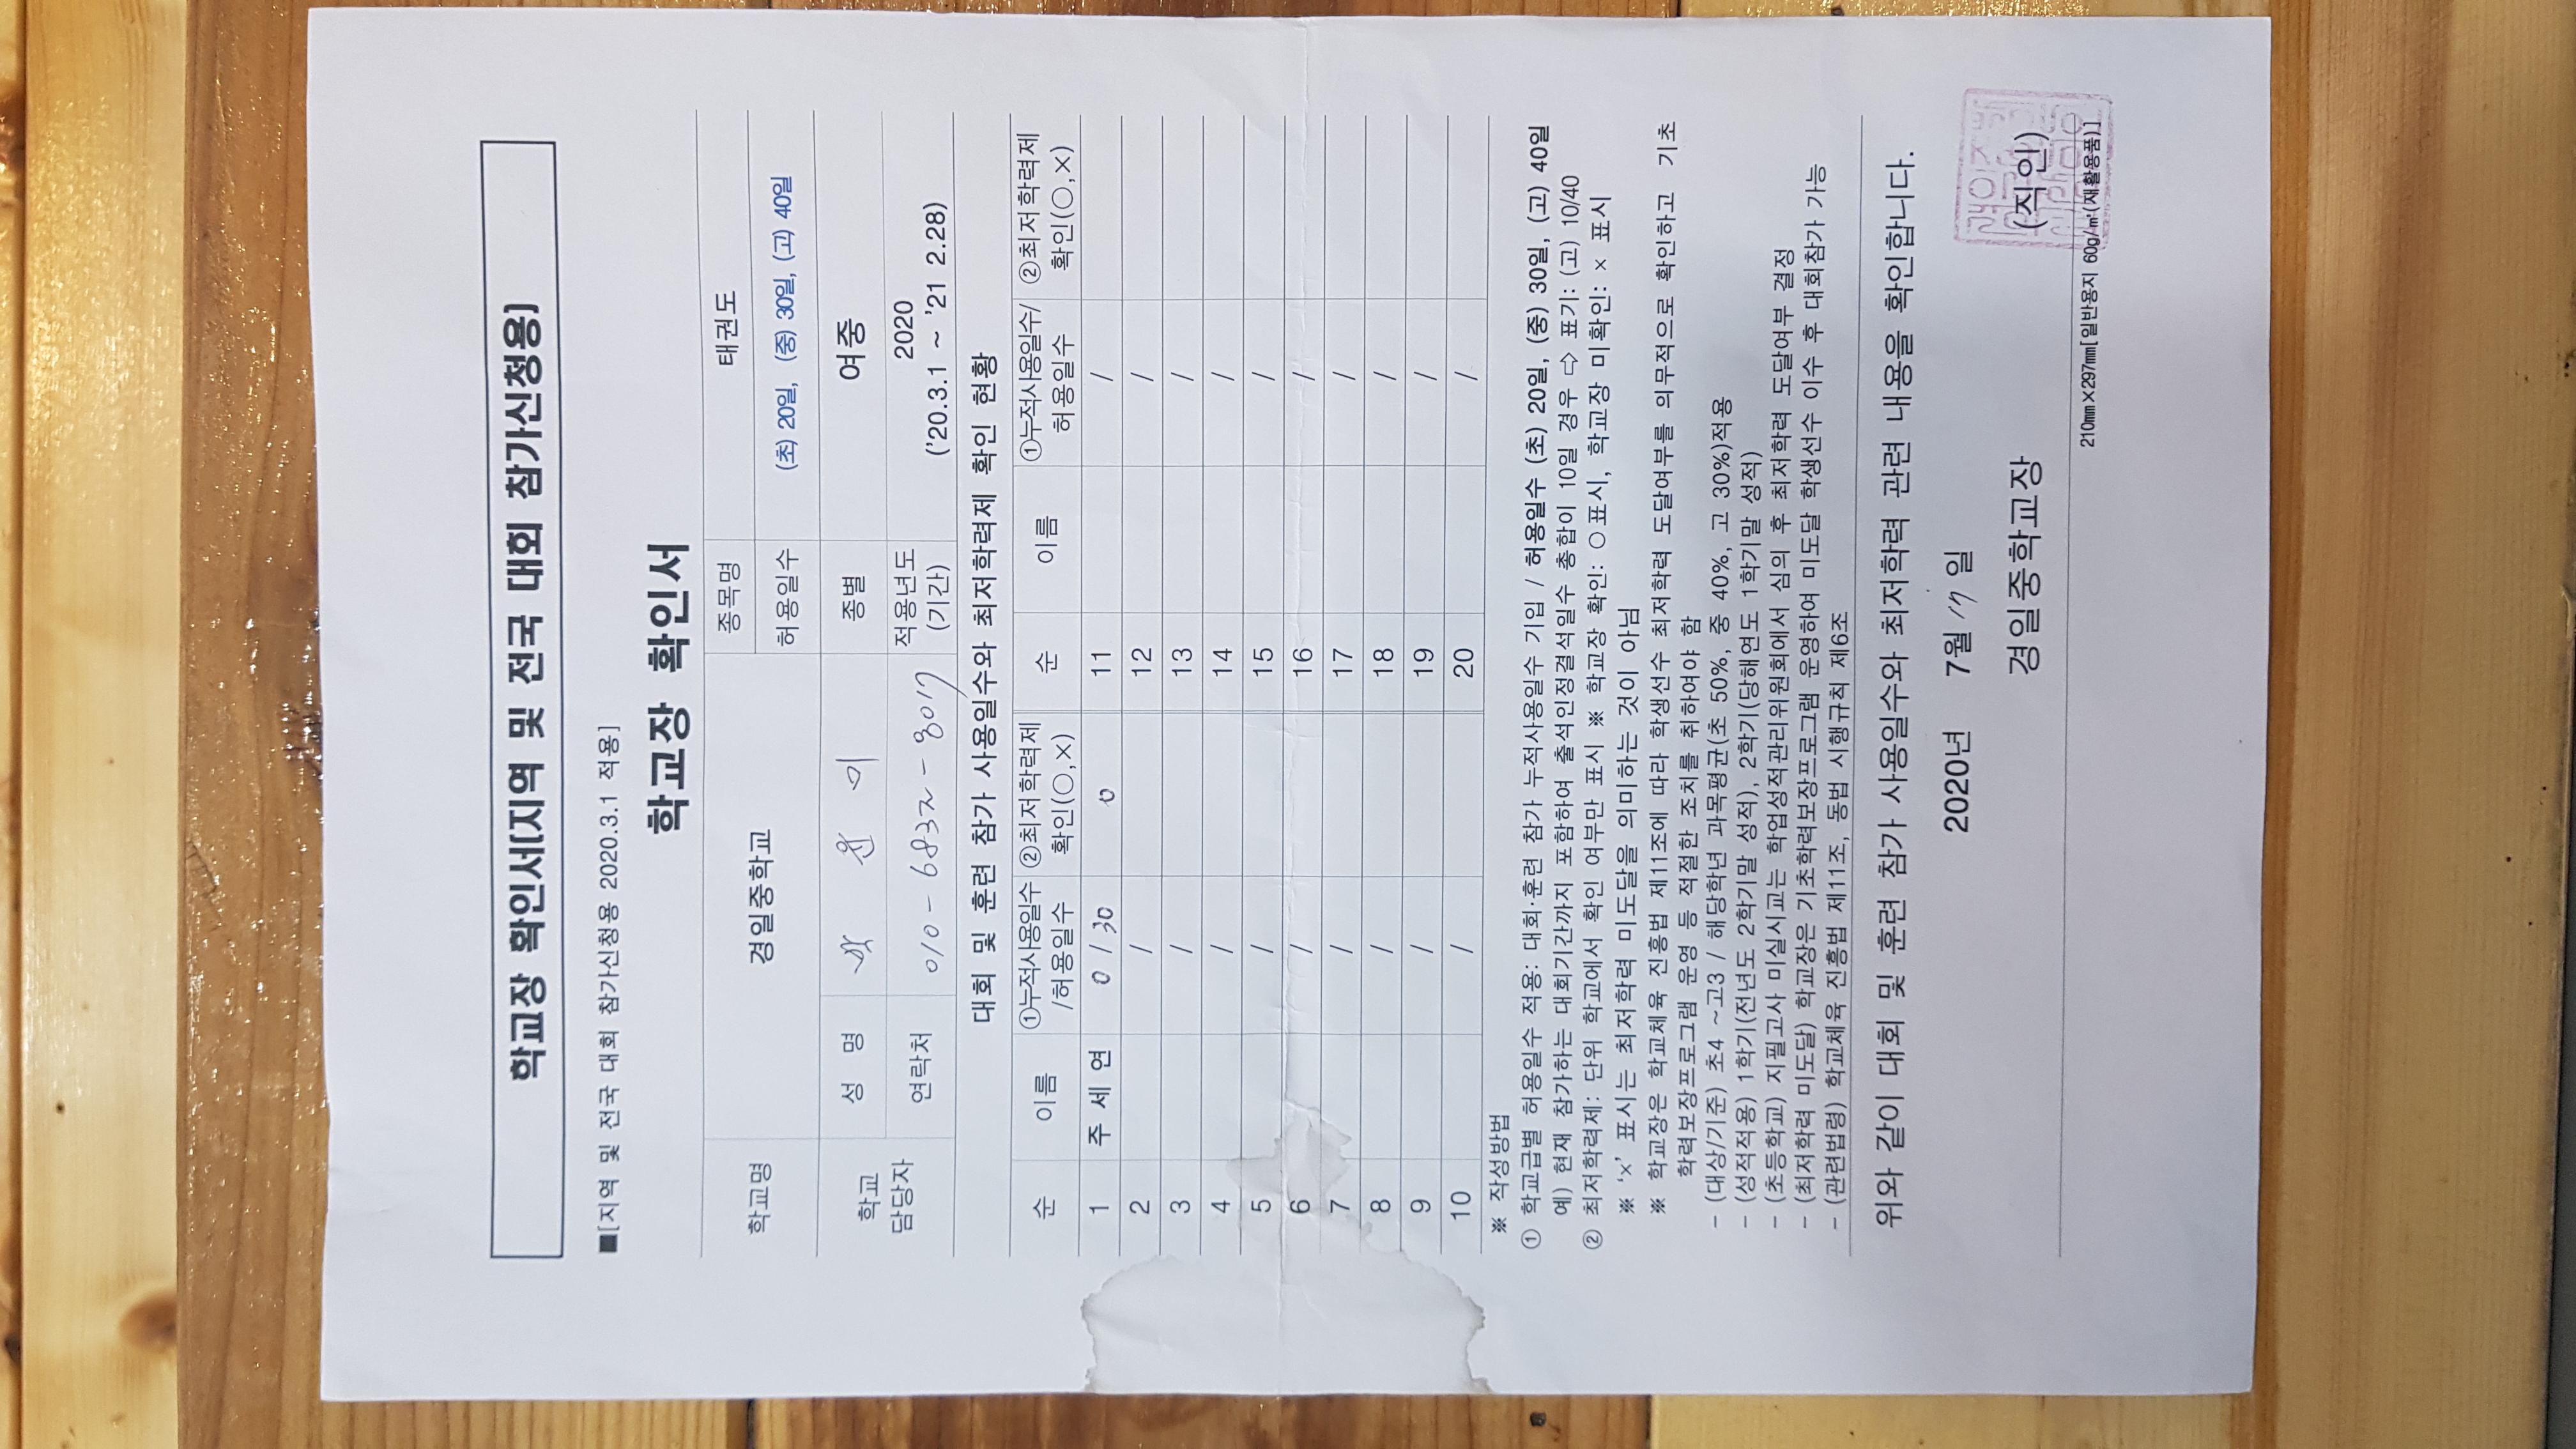 학교장 확인서(지역 및 전국 대회 참가신청용)
■[지역 및 전국 대회 참가신청용 2020.3.1 적용]
학교장 확인서
학교명 경일중학교 종목명 태권도
허용일수 (초) 20일, (중) 30일, (고) 40일
학교 담당자 성 명 종별 여중
연락처 010-6832-8017 적용년도 (기간) 2020 ('20.3.1 ~ '21 2.28)
대회 및 훈련 참가 사용일수와 최저학력제 확인 현황
순 이름 ①누적사용일수 /허용일수 ②최저학력제 확인(○,×) 순 이름 ①누적사용일수/ 허용일수 ②최저학력제 확인(○,×)
1 주 세 연 0 / 30 0 11 /
2 / 12 /
3 / 13 /
4 / 14 /
5 / 15 /
6 / 16 /
7 / 17 /
8 / 18 /
9 / 19 /
10 / 20 /
※ 작성방법
① 학교급별 허용일수 적용: 대회·훈련 참가 누적사용일수 기입 / 허용일수 (초) 20일, (중) 30일, (고) 40일
예) 현재 참가하는 대회기간까지 포함하여 출석인정결석일수 총합이 10일 경우 ⇨ 표기: (고) 10/40
② 최저학력제: 단위 학교에서 확인 여부만 표시 ※ 학교장 확인: ○표시, 학교장 미확인: × 표시
※ '×' 표시는 최저학력 미도달을 의미하는 것이 아님
※ 학교장은 학교체육 진흥법 제11조에 따라 학생선수 최저학력 도달여부를 의무적으로 확인하고 기초
학력보장프로그램 운영 등 적절한 조치를 취하여야 함
- (대상/기준) 초4 ~고3 / 해당학년 과목평균(초 50%, 중 40%, 고 30%)적용
- (성적적용) 1학기(전년도 2학기말 성적), 2학기(당해연도 1학기말 성적)
- (초등학교) 지필고사 미실시교는 학업성적관리위원회에서 심의 후 최저학력 도달여부 결정
- (최저학력 미도달) 학교장은 기초학력보장프로그램 운영하여 미도달 학생선수 이수 후 대회참가 가능
- (관련법령) 학교체육 진흥법 제11조, 동법 시행규칙 제6조
위와 같이 대회 및 훈련 참가 사용일수와 최저학력 관련 내용을 확인합니다.
2020년 7월 17일
경일중학교장 (직인)
210㎜×297㎜[일반용지 60g/㎡(재활용품)]